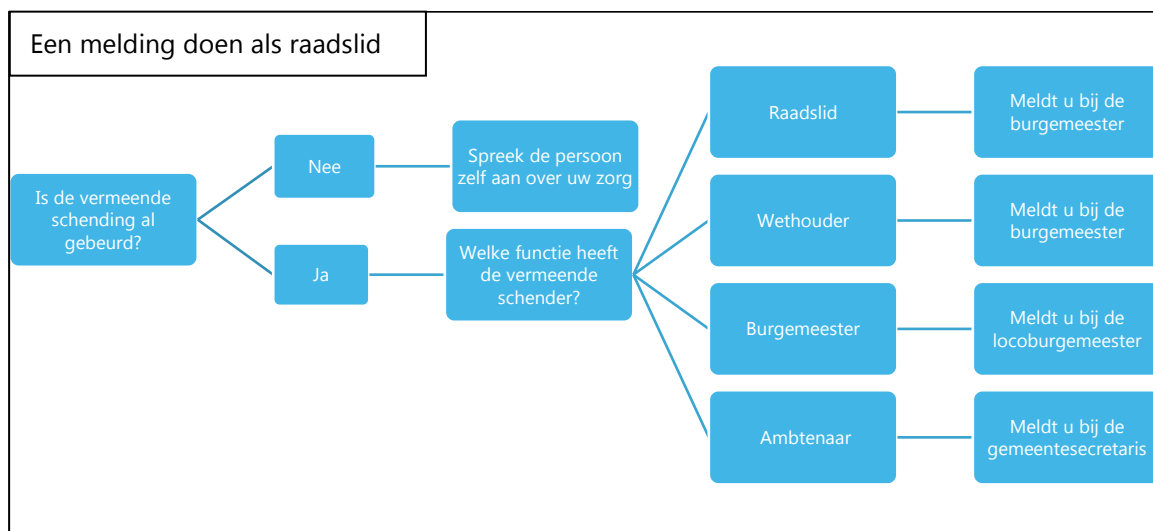 Een melding doen als raadslid
Is de vermeende
schending al
gebeurd?
Nee
Spreek de persoon
zelf aan over uw zorg
Ja
Welke functie heeft
de vermeende
schender?
Raadslid
Meldt u bij de
burgemeester
Wethouder
Meldt u bij de
burgemeester
Burgemeester
Meldt u bij de
locoburgemeester
Ambtenaar
Meldt u bij de
gemeentesecretaris